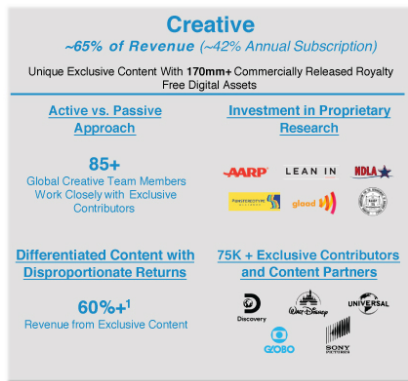 Creative
~65% of Revenue (~42% Annual Subscription)
Unique Exclusive Content With 170mm+ Commercially Released Royalty
Free Digital Assets
Active vs. Passive
Approach
85+
Global Creative Team Members
Work Closely with Exclusive
Contributors
Investment in Proprietary
Research
AARP
LEAN IN
NDLA
glaad
Differentiated Content with
Disproportionate Returns
60%+1
Revenue from Exclusive Content
75K + Exclusive Contributors
and Content Partners
Discovery
WALT DISNEY
UNIVERSAL
GLOBO
SONY
PICTURES